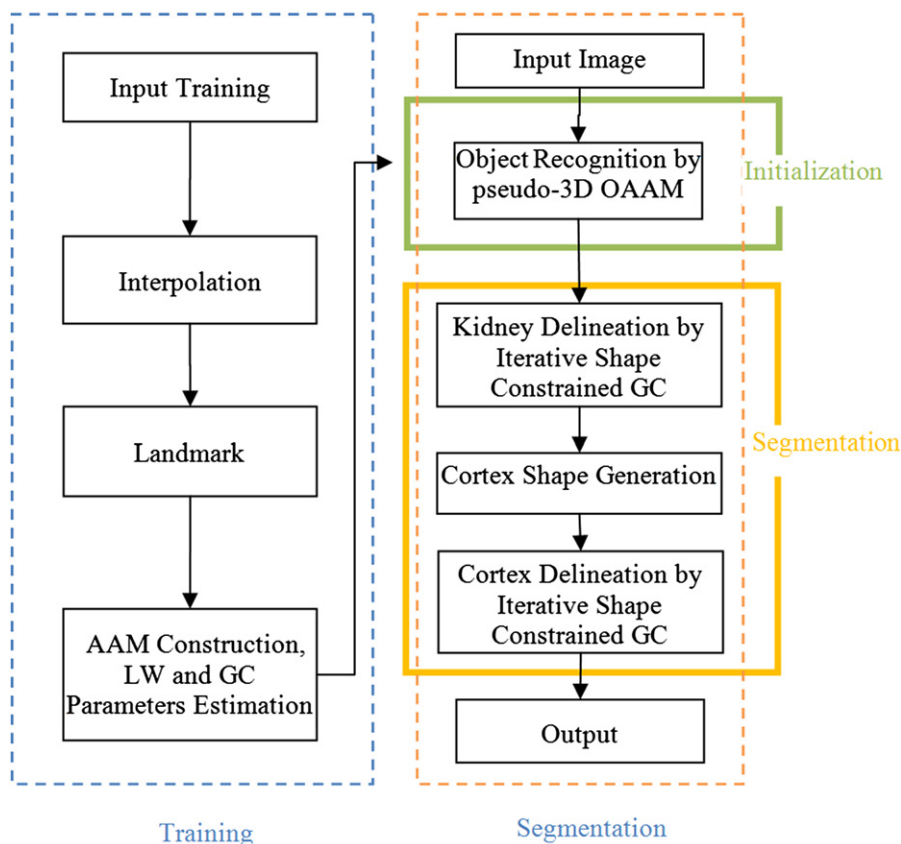 Input Training
Interpolation
Landmark
AAM Construction,
LW and GC
Parameters Estimation
Training
Input Image
Object Recognition by
pseudo-3D OAAM
Initialization
Kidney Delineation by
Iterative Shape
Constrained GC
Cortex Shape Generation
Segmentation
Cortex Delineation by
Iterative Shape
Constrained GC
Output
Segmentation